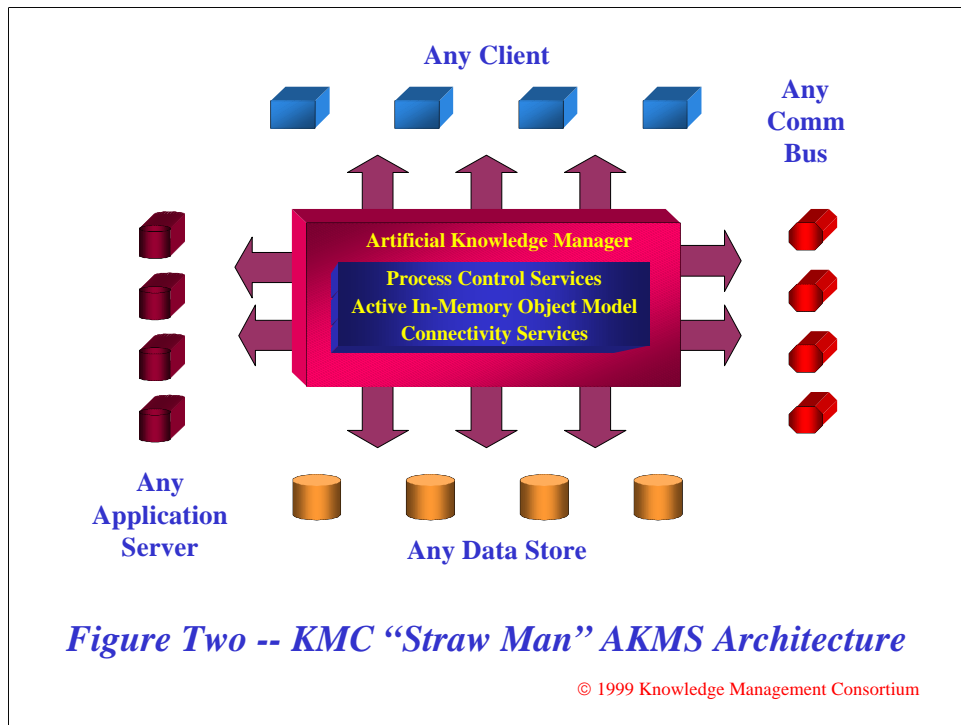 Any Client
Any
Comm
Bus
Artificial Knowledge Manager
Process Control Services
Active In-Memory Object Model
Connectivity Services
Any
Application
Server
Any Data Store
Figure Two -- KMC “Straw Man” AKMS Architecture
© 1999 Knowledge Management Consortium